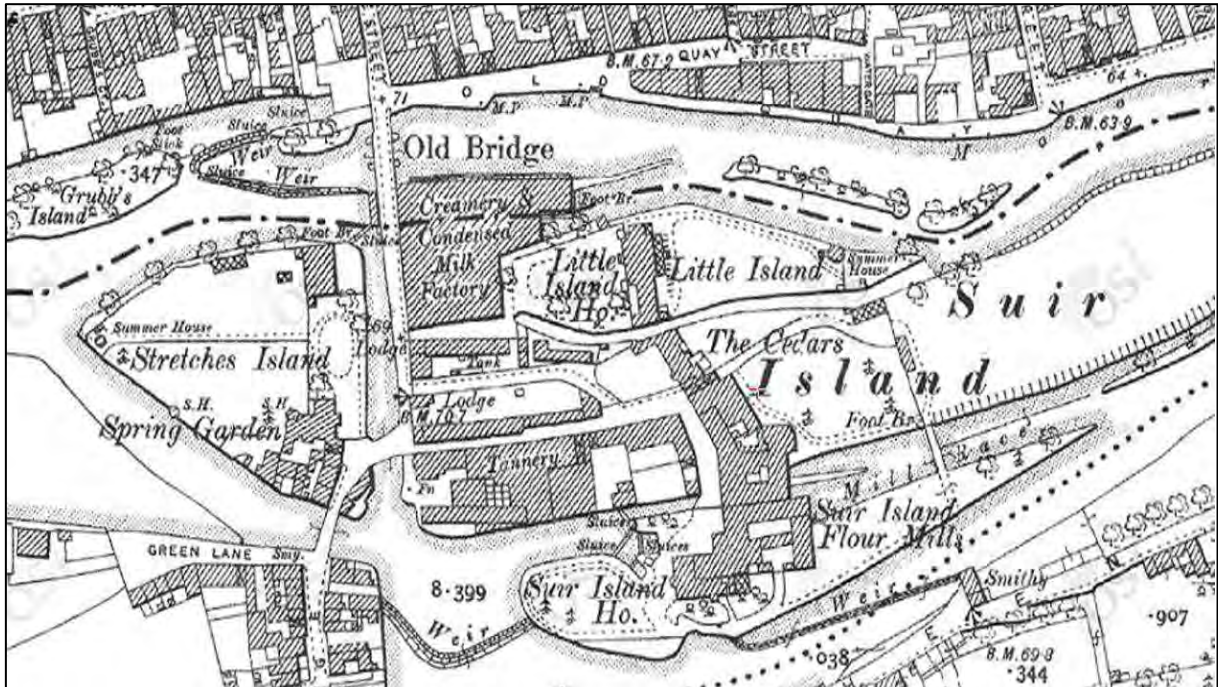 STREET
B.M.67·9
QUAY
STREET
71
O L D
M.P.
M.P.
64
Q U A Y
B.M.63·9
Foot
Stick
Sluice
Sluice
Weir
Sluice
Weir
·347
Grubb's
Island
Old Bridge
Creamery &
Condensed
Milk
Factory
Foot Br.
Foot Br.
Sluice
Little
Island
Ho.
Little Island
Summer
House
Suir
Island
Summer House
Stretches Island
69
Lodge
Tank
Lodge
B.M.70·7
The Cedars
Foot Br.
S.H.
S.H.
Spring Garden
Tannery
Fn
Mill Race
Suir Island
Flour Mills
Sluices
Sluice
Sluices
GREEN LANE
Smy.
8·399
Suir Island
Ho.
Weir
Weir
Smithy
·907
·038
B.M.69·8
·344